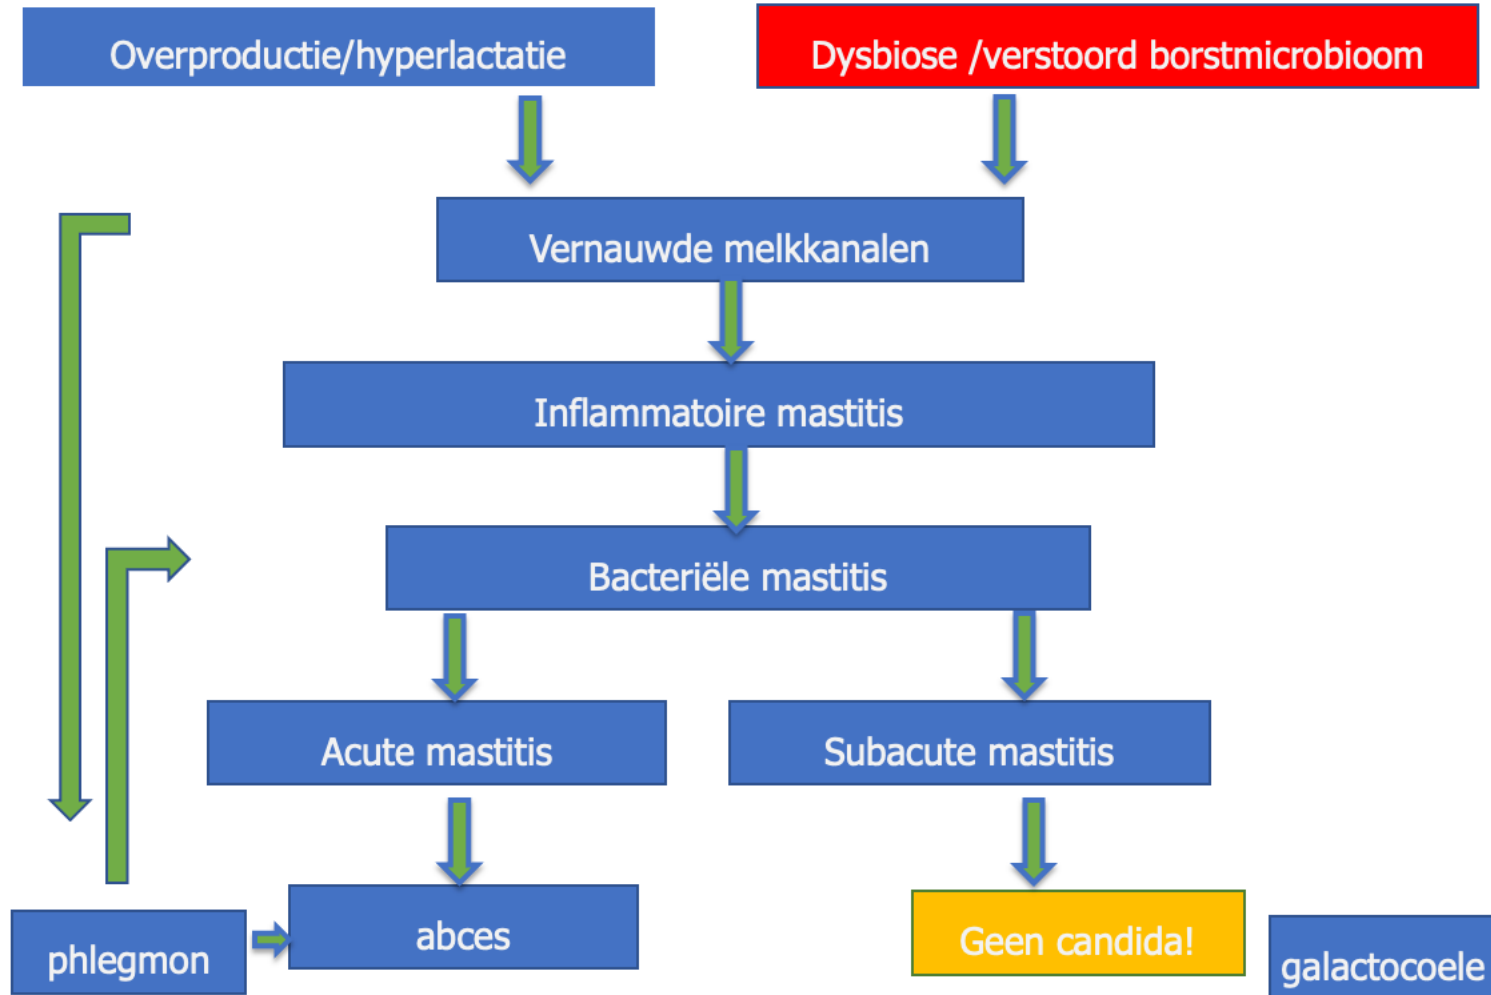 Overproductie/hyperlactatie
Dysbiose /verstoord borstmicrobioom
Vernauwde melkkanalen
Inflammatoire mastitis
Bacteriële mastitis
Acute mastitis
Subacute mastitis
phlegmon
abces
Geen candida!
galactocoele